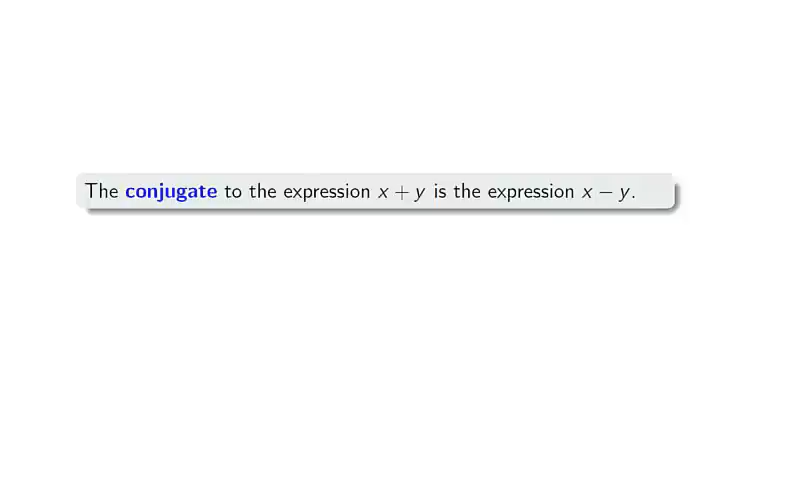 The conjugate to the expression x + y is the expression x − y.